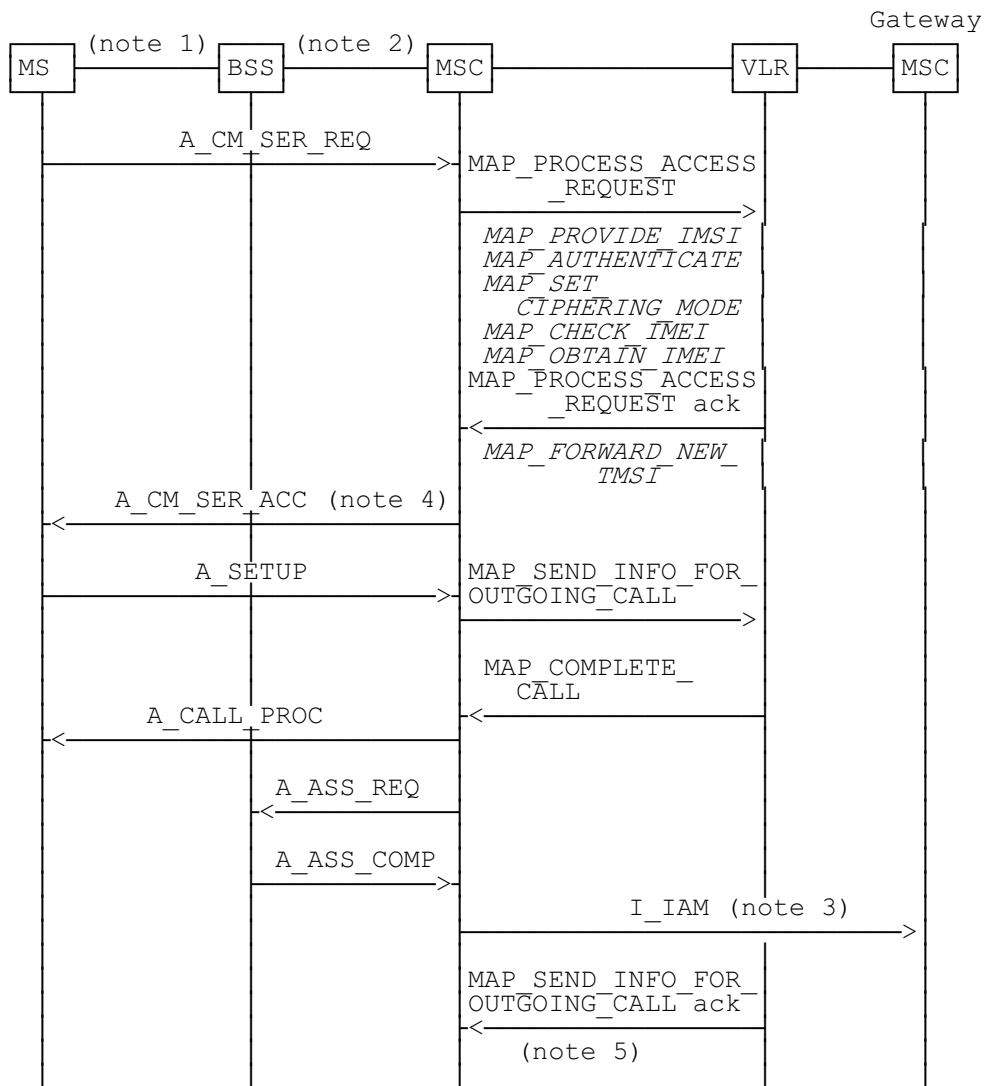 Gateway
(note 1) (note 2)
MS BSS MSC VLR MSC
A_CM_SER_REQ
MAP_PROCESS_ACCESS
_REQUEST
MAP_PROVIDE_IMSI
MAP_AUTHENTICATE
MAP_SET_
CIPHERING_MODE
MAP_CHECK_IMEI
MAP_OBTAIN_IMEI
MAP_PROCESS_ACCESS
_REQUEST ack
MAP_FORWARD_NEW_
TMSI
A_CM_SER_ACC (note 4)
A_SETUP
MAP_SEND_INFO_FOR_
OUTGOING_CALL
MAP_COMPLETE_
CALL
A_CALL_PROC
A_ASS_REQ
A_ASS_COMP
I_IAM (note 3)
MAP_SEND_INFO_FOR_
OUTGOING_CALL ack
(note 5)